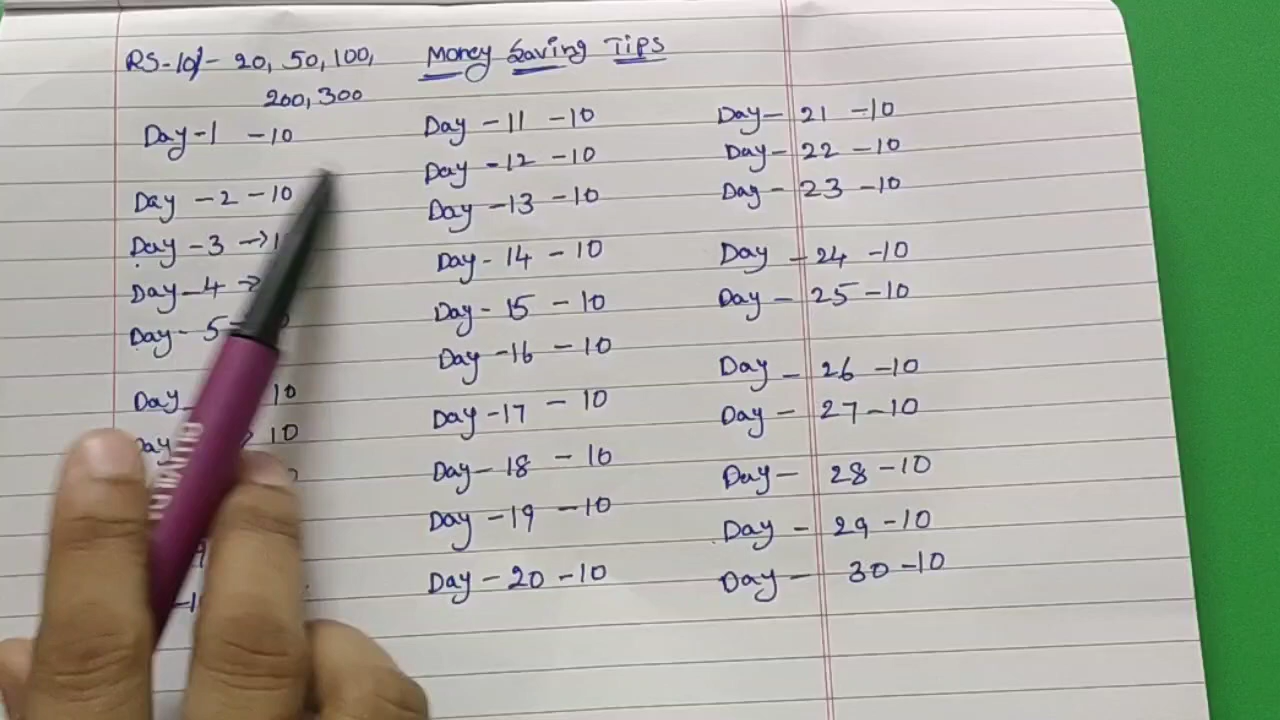 RS-10/- 20, 50, 100,
200, 300
Money Saving Tips
Day -1 -10
Day -2 -10
Day -3 →
Day -4 →
Day - 5 -
Day 10
10
Day -11 -10
Day -12 -10
Day -13 -10
Day - 14 -10
Day - 15 -10
Day -16 -10
Day -17 - 10
Day -18 -10
Day -19 -10
Day -20 -10
Day - 21 -10
Day - 22 -10
Day - 23 -10
Day - 24 -10
Day - 25 -10
Day - 26 -10
Day - 27 -10
Day - 28 -10
Day - 29 -10
Day - 30 -10